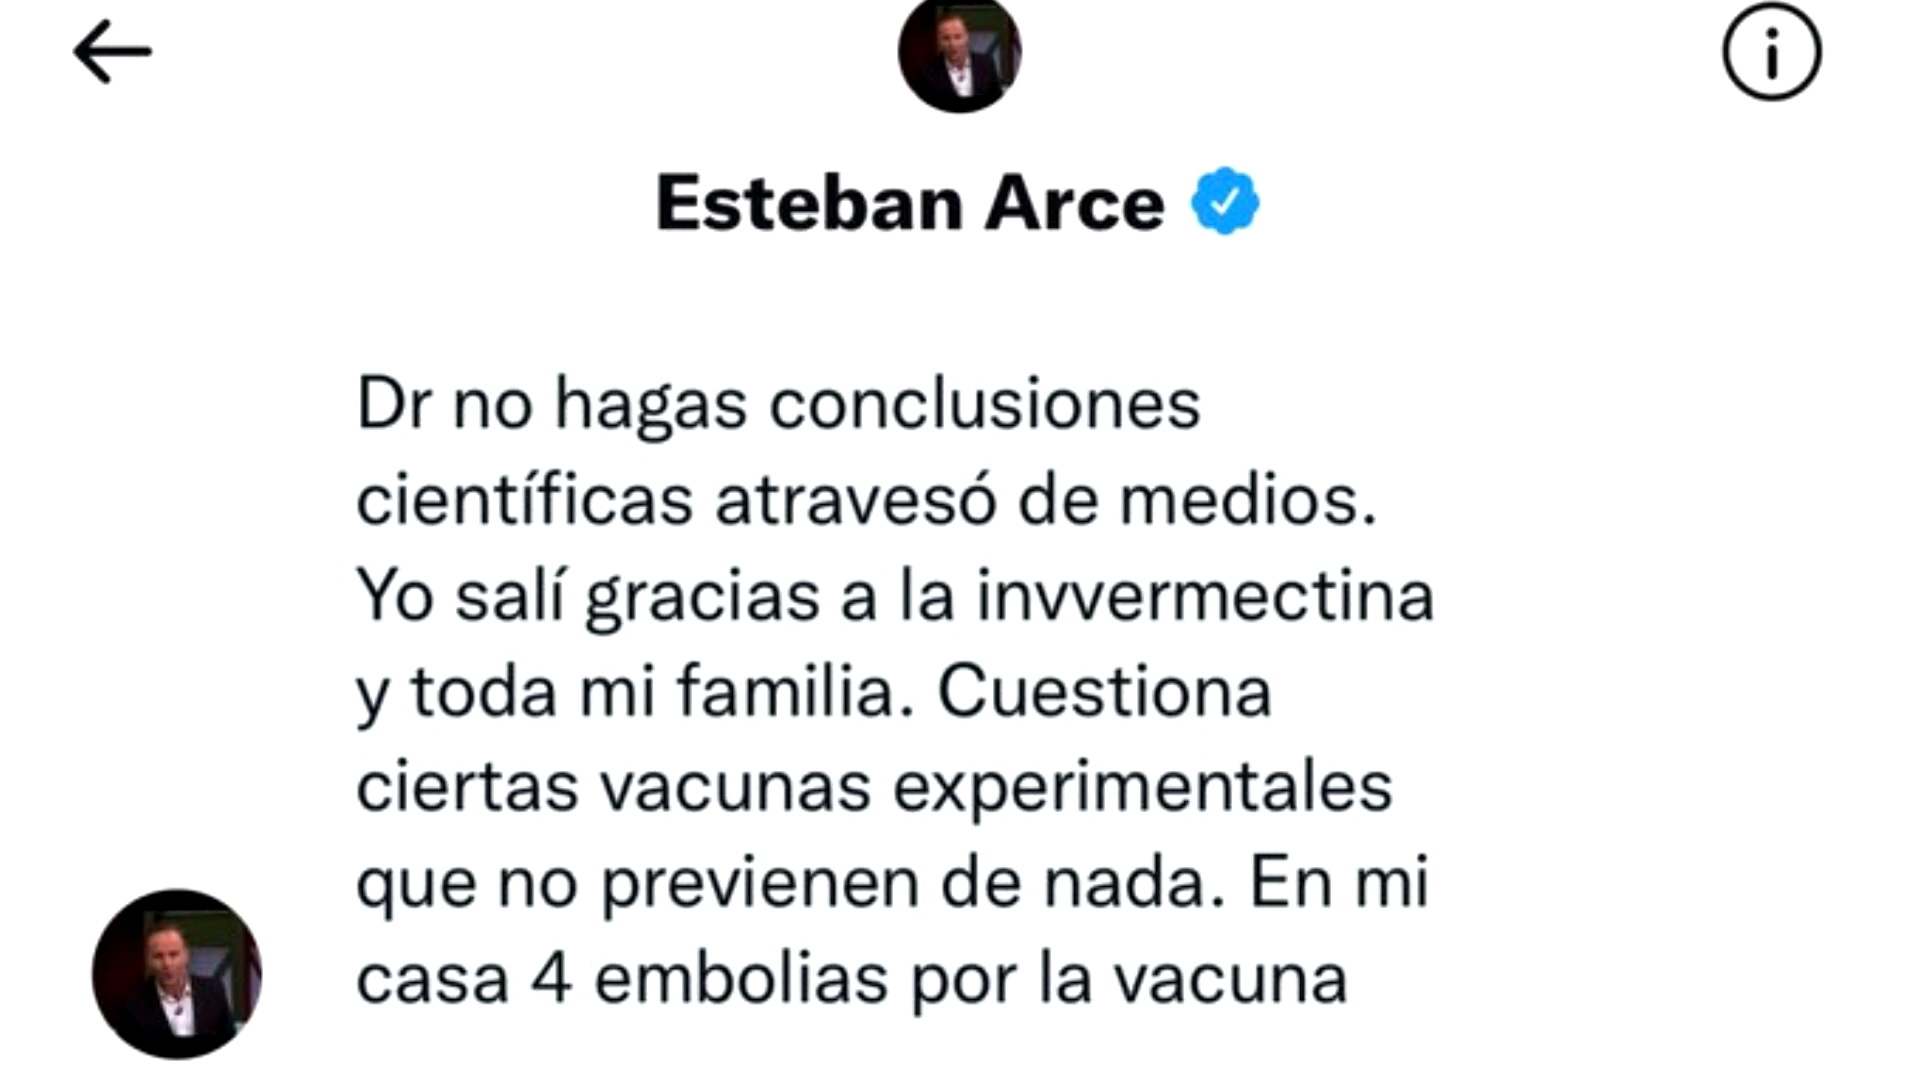 Esteban Arce
Dr no hagas conclusiones
científicas atravesó de medios.
Yo salí gracias a la invvermectina
y toda mi familia. Cuestiona
ciertas vacunas experimentales
que no previenen de nada. En mi
casa 4 embolias por la vacuna